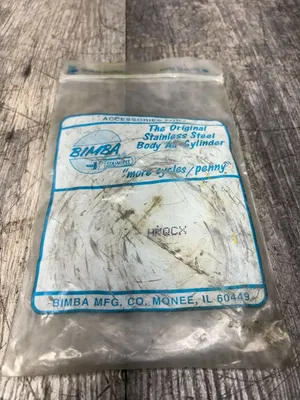 ACCESSORIES FOR
The Original
Stainless Steel
Body Air Cylinder
BIMBA
"more cycles/penny"
HRQCX
BIMBA MFG. CO. MONEE, IL 60449